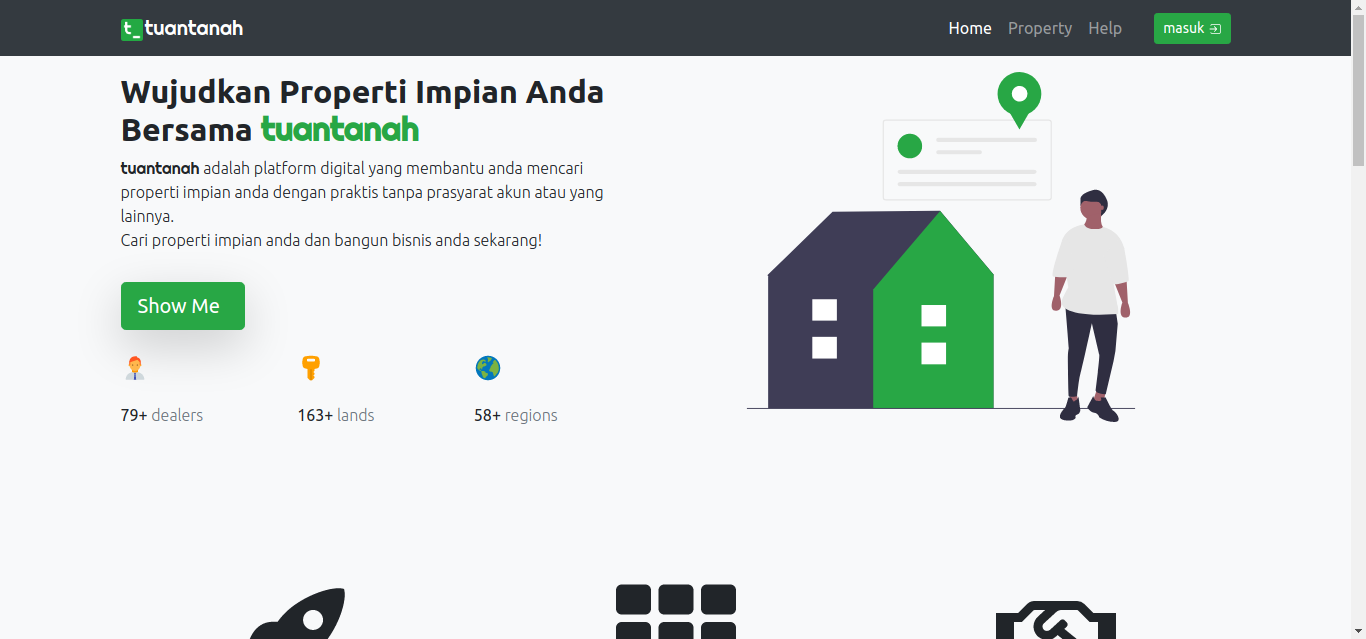 t_tuantanah
Home
Property
Help
masuk
Wujudkan Properti Impian Anda
Bersama tuantanah
tuantanah adalah platform digital yang membantu anda mencari
properti impian anda dengan praktis tanpa prasyarat akun atau yang
lainnya.
Cari properti impian anda dan bangun bisnis anda sekarang!
Show Me
79+ dealers
163+ lands
58+ regions